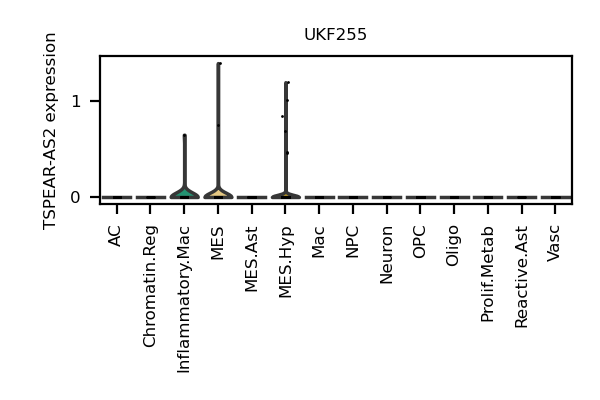 UKF255
TSPEAR-AS2 expression
1
0
AC
Chromatin.Reg
Inflammatory.Mac
MES
MES.Ast
MES.Hyp
Mac
NPC
Neuron
OPC
Oligo
Prolif.Metab
Reactive.Ast
Vasc